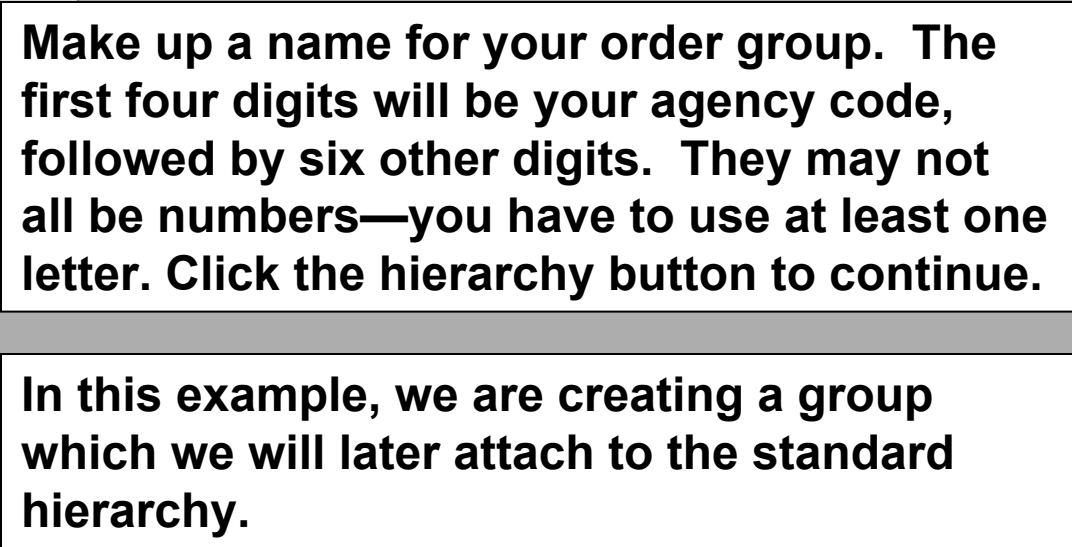 Make up a name for your order group.  The
first four digits will be your agency code,
followed by six other digits.  They may not
all be numbers—you have to use at least one
letter. Click the hierarchy button to continue.
In this example, we are creating a group
which we will later attach to the standard
hierarchy.